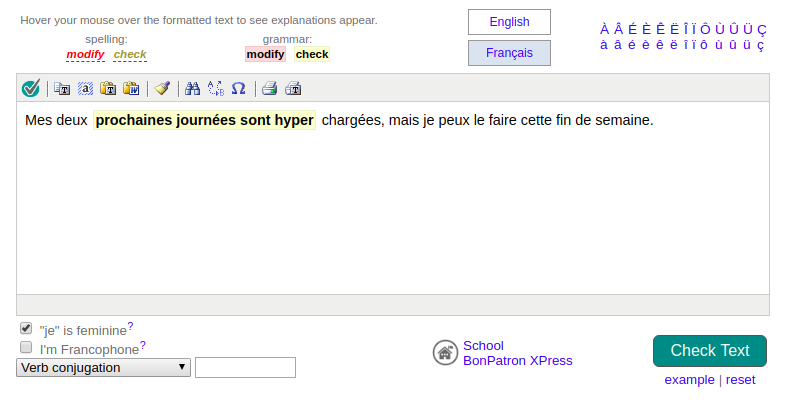 Hover your mouse over the formatted text to see explanations appear.
spelling: grammar:
modify check modify check
English
Français
À Â É È Ê Ë Î Ï Ô Ù Û Ü Ç
à â é è ê ë î ï ô ù û ü ç
Mes deux prochaines journées sont hyper chargées, mais je peux le faire cette fin de semaine.
"je" is feminine?
I'm Francophone?
Verb conjugation
School
BonPatron XPress
Check Text
example | reset